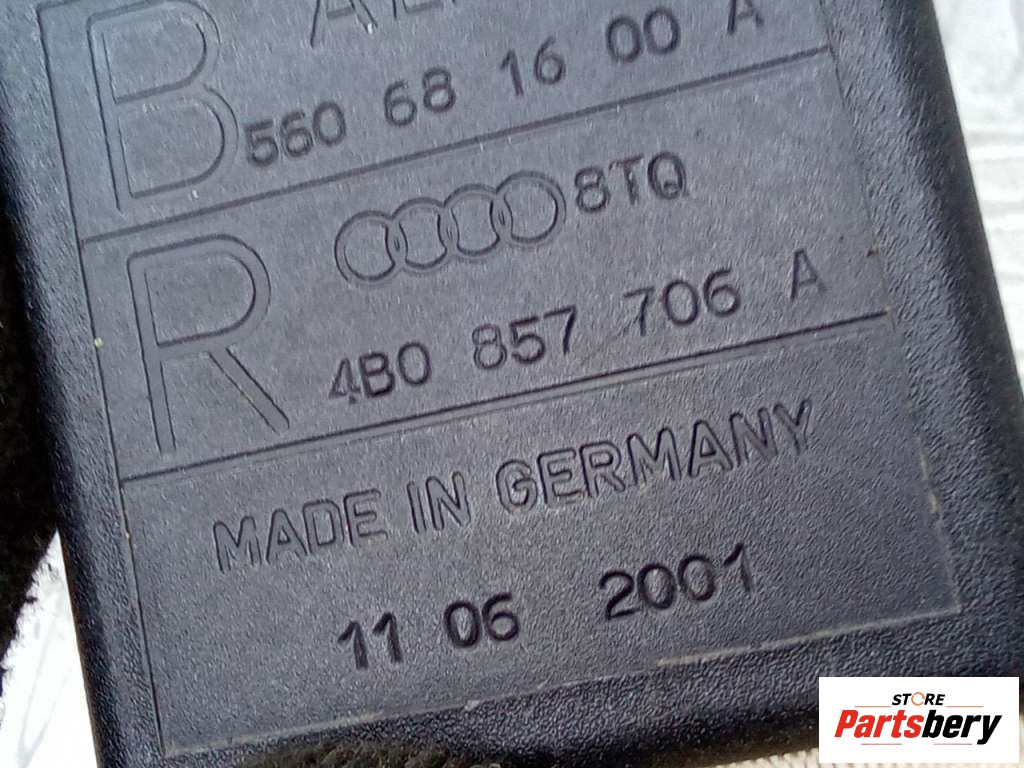 B
560 68 16 00 A
8TQ
R
4B0 857 706 A
MADE IN GERMANY
11 06 2001
STORE
Partsbery